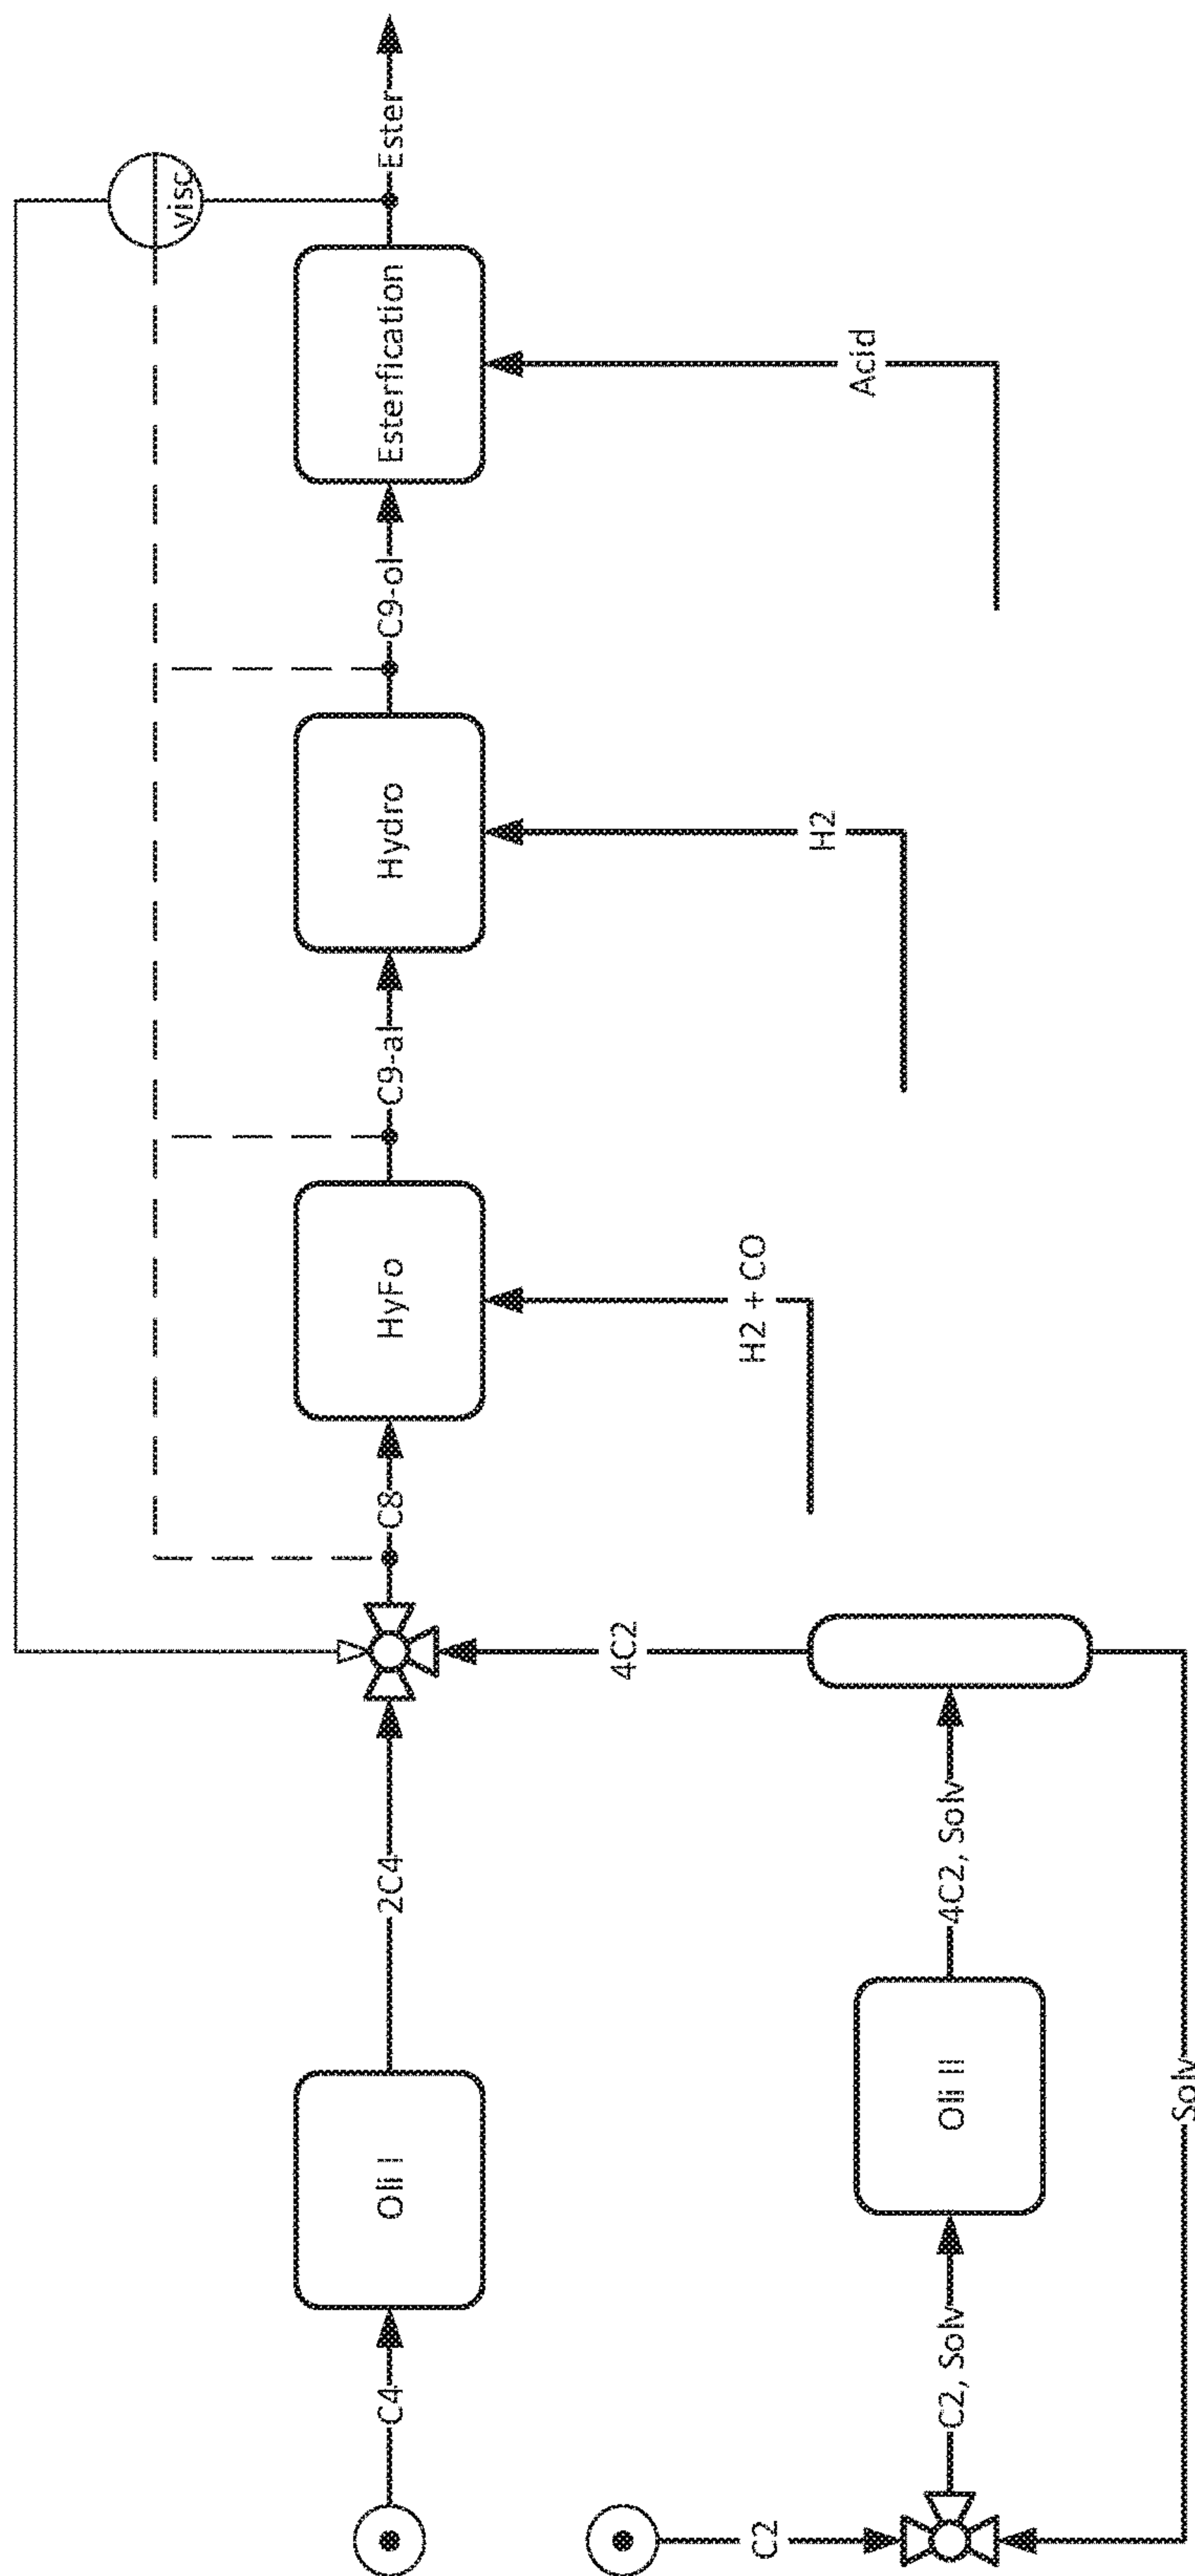 visc
C4
Oli I
2C4
C8
HyFo
C9-al
Hydro
C9-ol
Esterfication
Ester
4C2
H2 + CO
H2
Acid
C2
C2, Solv
Oli II
4C2, Solv
Solv